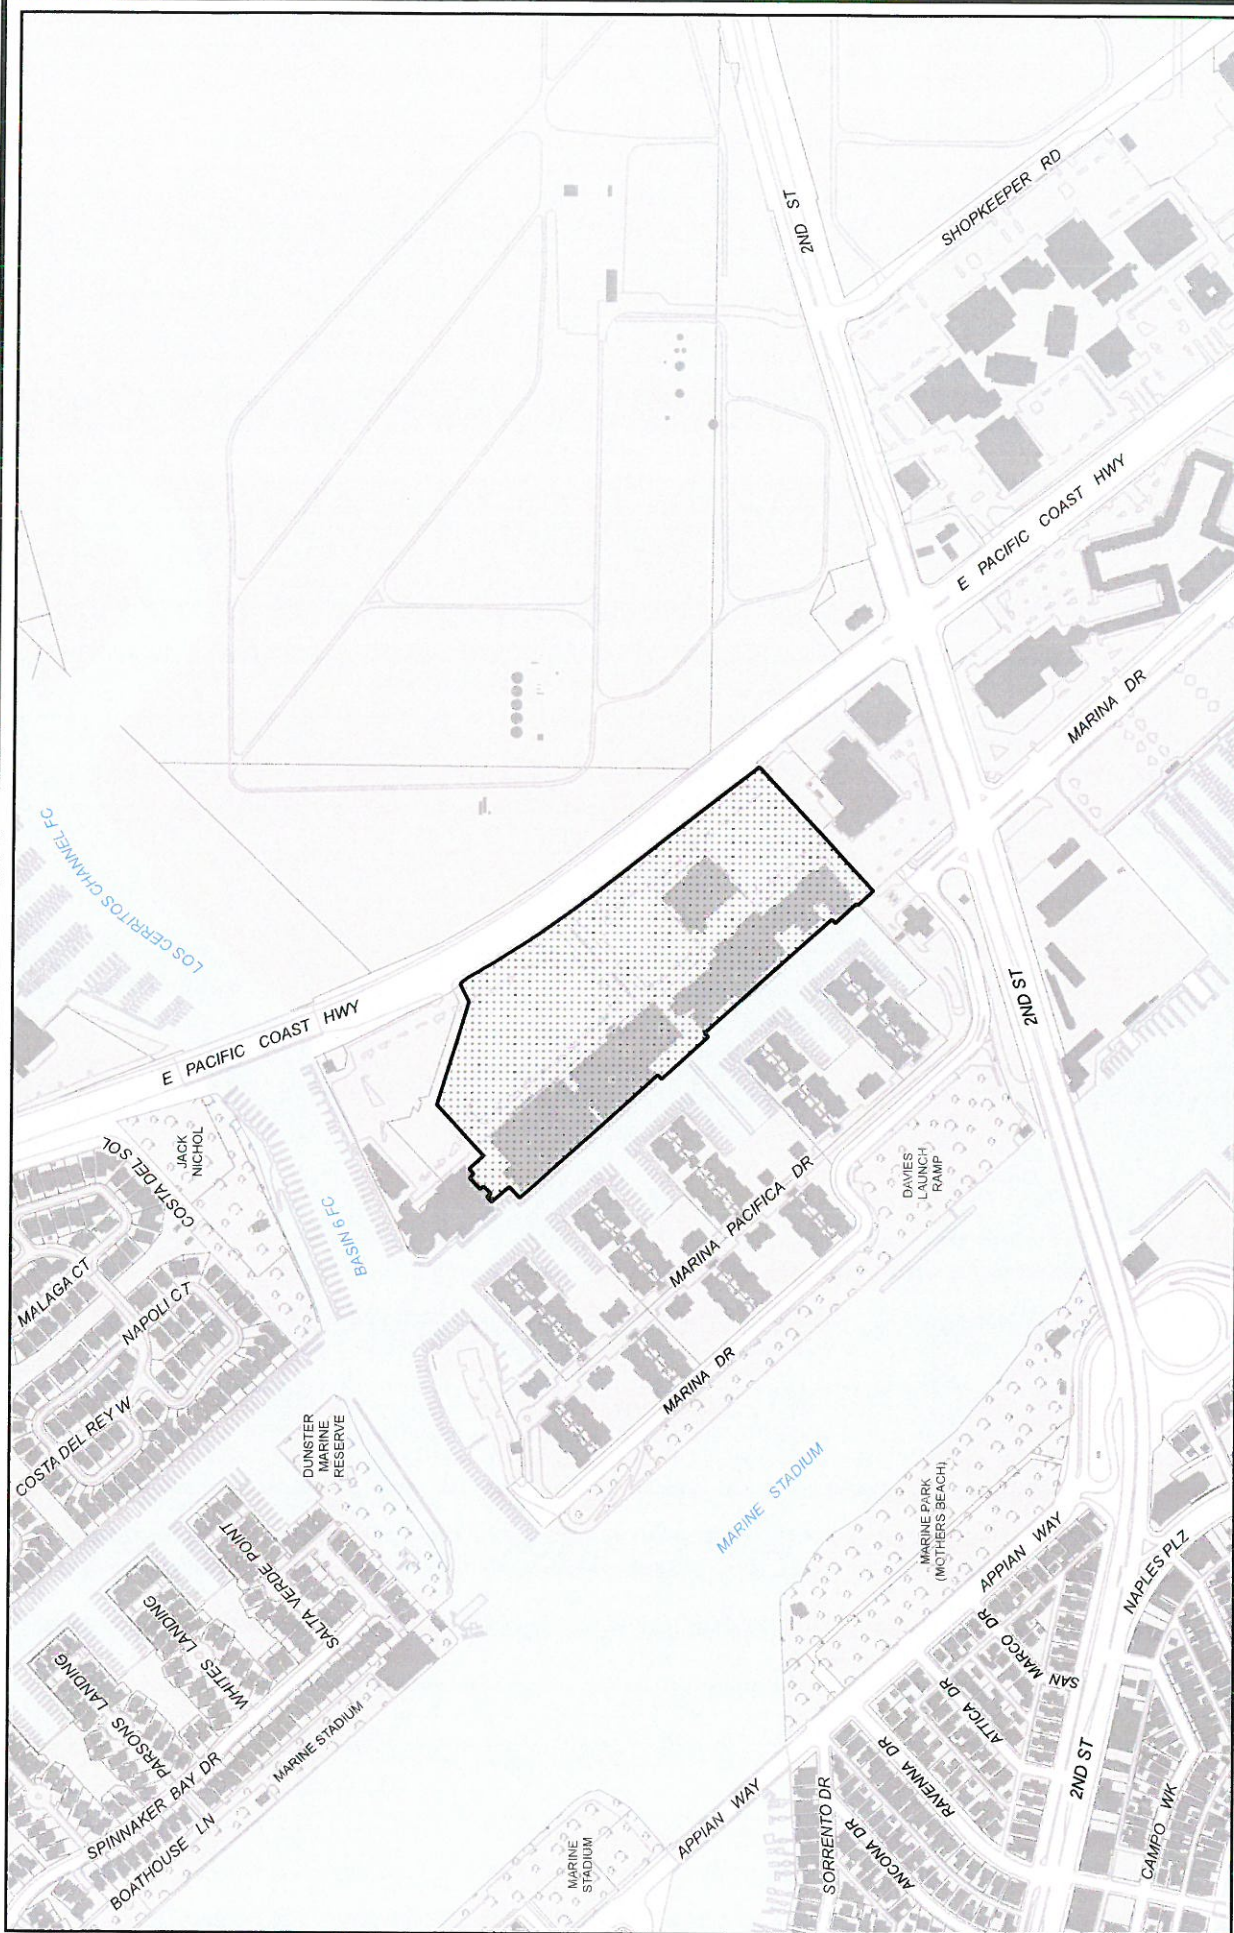 2ND ST
SHOPKEEPER RD
E PACIFIC COAST HWY
MARINA DR
LOS CERRITOS CHANNEL FC
E PACIFIC COAST HWY
2ND ST
COSTA DEL SOL
JACK
NICHOL
MALAGA CT
NAPOLI CT
BASIN 6 FC
COSTA DEL REY W
MARINA PACIFICA DR
DAVIES
LAUNCH
RAMP
MARINA DR
DUNSTER
MARINE
RESERVE
MARINE STADIUM
SALTA VERDE POINT
WHITES LANDING
PARSONS LANDING
SPINNAKER BAY DR
BOATHOUSE LN
MARINE STADIUM
MARINE PARK
(MOTHERS BEACH)
APPIAN WAY
NAPLES PLZ
SAN MARCO DR
ATTICA DR
RAVENNA DR
APPIAN WAY
MARINE
STADIUM
SORRENTO DR
ANCONA DR
2ND ST
CAMPO WK